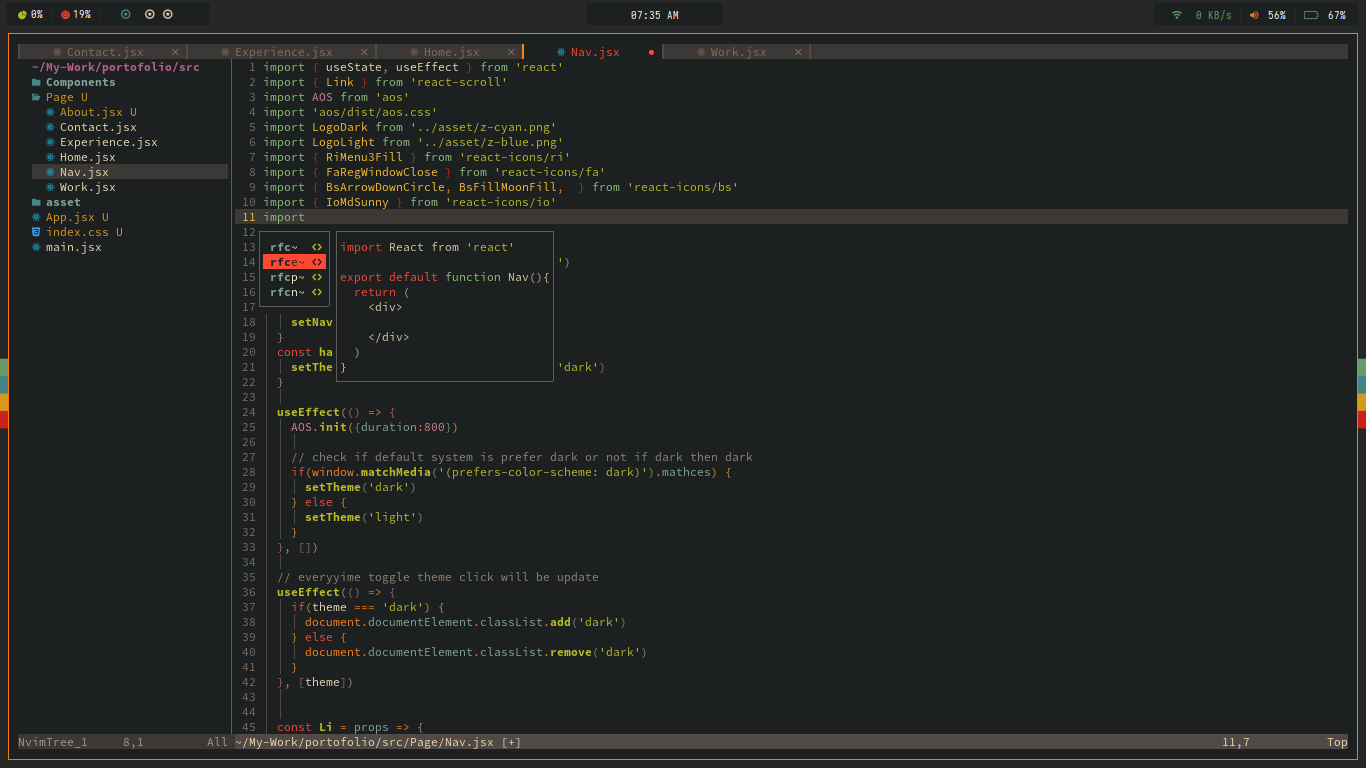 0% 19% 07:35 AM 0 KB/s 56% 67%
Contact.jsx × Experience.jsx × Home.jsx × Nav.jsx ● Work.jsx ×
~/My-Work/portofolio/src
Components
Page U
About.jsx U
Contact.jsx
Experience.jsx
Home.jsx
Nav.jsx
Work.jsx
asset
App.jsx U
index.css U
main.jsx
1 import { useState, useEffect } from 'react'
2 import { Link } from 'react-scroll'
3 import AOS from 'aos'
4 import 'aos/dist/aos.css'
5 import LogoDark from '../asset/z-cyan.png'
6 import LogoLight from '../asset/z-blue.png'
7 import { RiMenu3Fill } from 'react-icons/ri'
8 import { FaRegWindowClose } from 'react-icons/fa'
9 import { BsArrowDownCircle, BsFillMoonFill,  } from 'react-icons/bs'
10 import { IoMdSunny } from 'react-icons/io'
11 import
12
13
14 ')
15
16
17
18 setNav
19 }
20 const ha
21 setThe 'dark')
22 }
23
24 useEffect(() => {
25 AOS.init({duration:800})
26
27 // check if default system is prefer dark or not if dark then dark
28 if(window.matchMedia('(prefers-color-scheme: dark)').mathces) {
29 setTheme('dark')
30 } else {
31 setTheme('light')
32 }
33 }, [])
34
35 // everyyime toggle theme click will be update
36 useEffect(() => {
37 if(theme === 'dark') {
38 document.documentElement.classList.add('dark')
39 } else {
40 document.documentElement.classList.remove('dark')
41 }
42 }, [theme])
43
44
45 const Li = props => {
rfc~ <>
rfce~ <>
rfcp~ <>
rfcn~ <>
import React from 'react'
export default function Nav(){
return (
<div>
</div>
)
}
NvimTree_1 8,1 All ~/My-Work/portofolio/src/Page/Nav.jsx [+] 11,7 Top